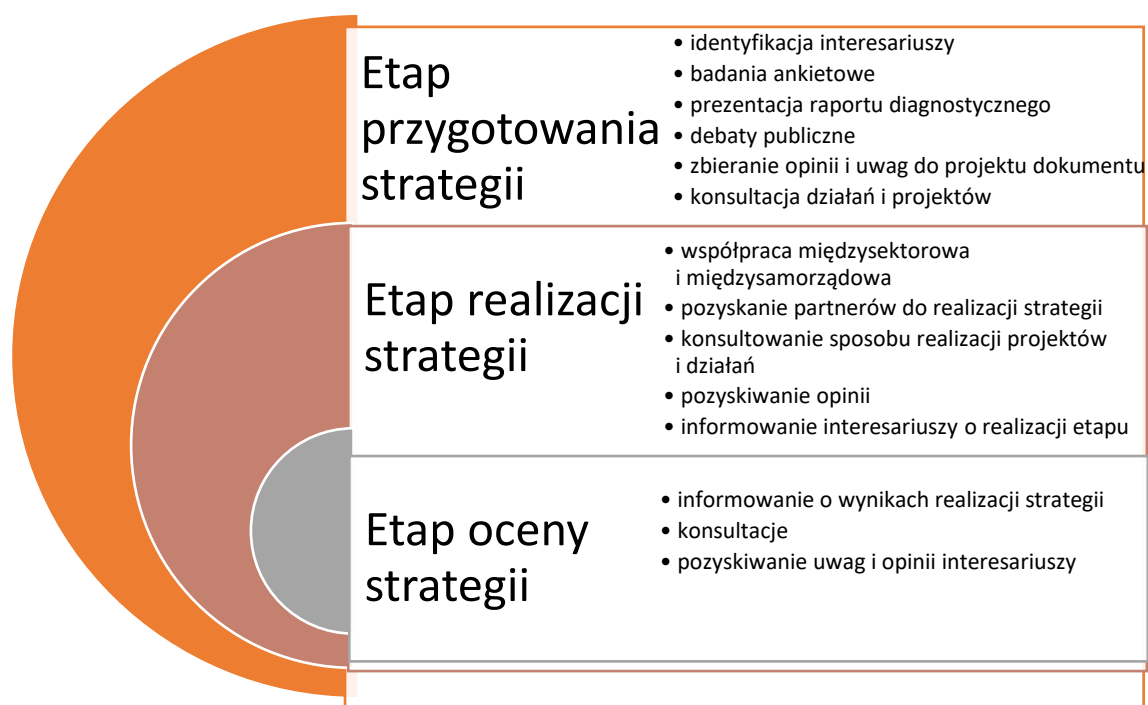 Etap
przygotowania
strategii
• identyfikacja interesariuszy
• badania ankietowe
• prezentacja raportu diagnostycznego
• debaty publiczne
• zbieranie opinii i uwag do projektu dokumentu
• konsultacja działań i projektów
Etap realizacji
strategii
• współpraca międzysektorowa
i międzysamorządowa
• pozyskanie partnerów do realizacji strategii
• konsultowanie sposobu realizacji projektów
i działań
• pozyskiwanie opinii
• informowanie interesariuszy o realizacji etapu
Etap oceny
strategii
• informowanie o wynikach realizacji strategii
• konsultacje
• pozyskiwanie uwag i opinii interesariuszy